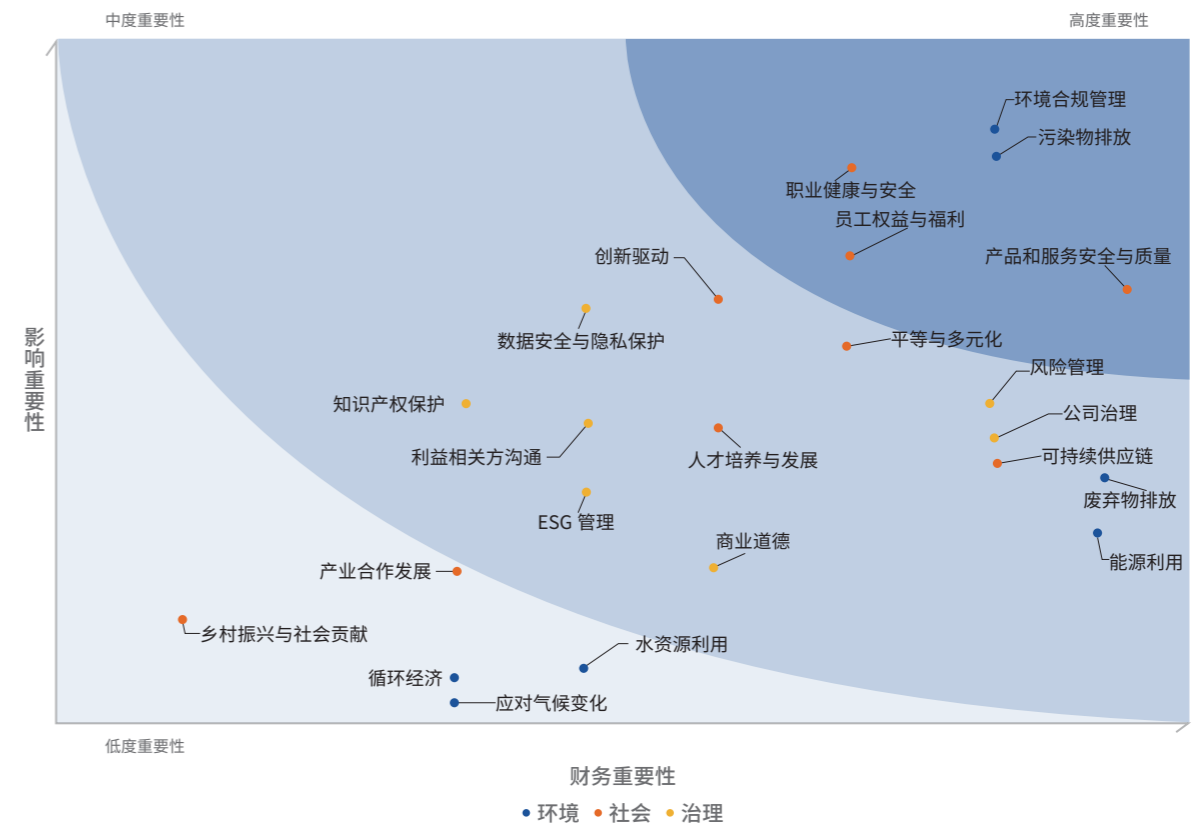 中度重要性
高度重要性
环境合规管理
污染物排放
职业健康与安全
员工权益与福利
创新驱动
产品和服务安全与质量
数据安全与隐私保护
平等与多元化
影响重要性
风险管理
知识产权保护
公司治理
利益相关方沟通
人才培养与发展
可持续供应链
废弃物排放
ESG 管理
商业道德
能源利用
产业合作发展
乡村振兴与社会贡献
水资源利用
循环经济
应对气候变化
低度重要性
财务重要性
环境 社会 治理